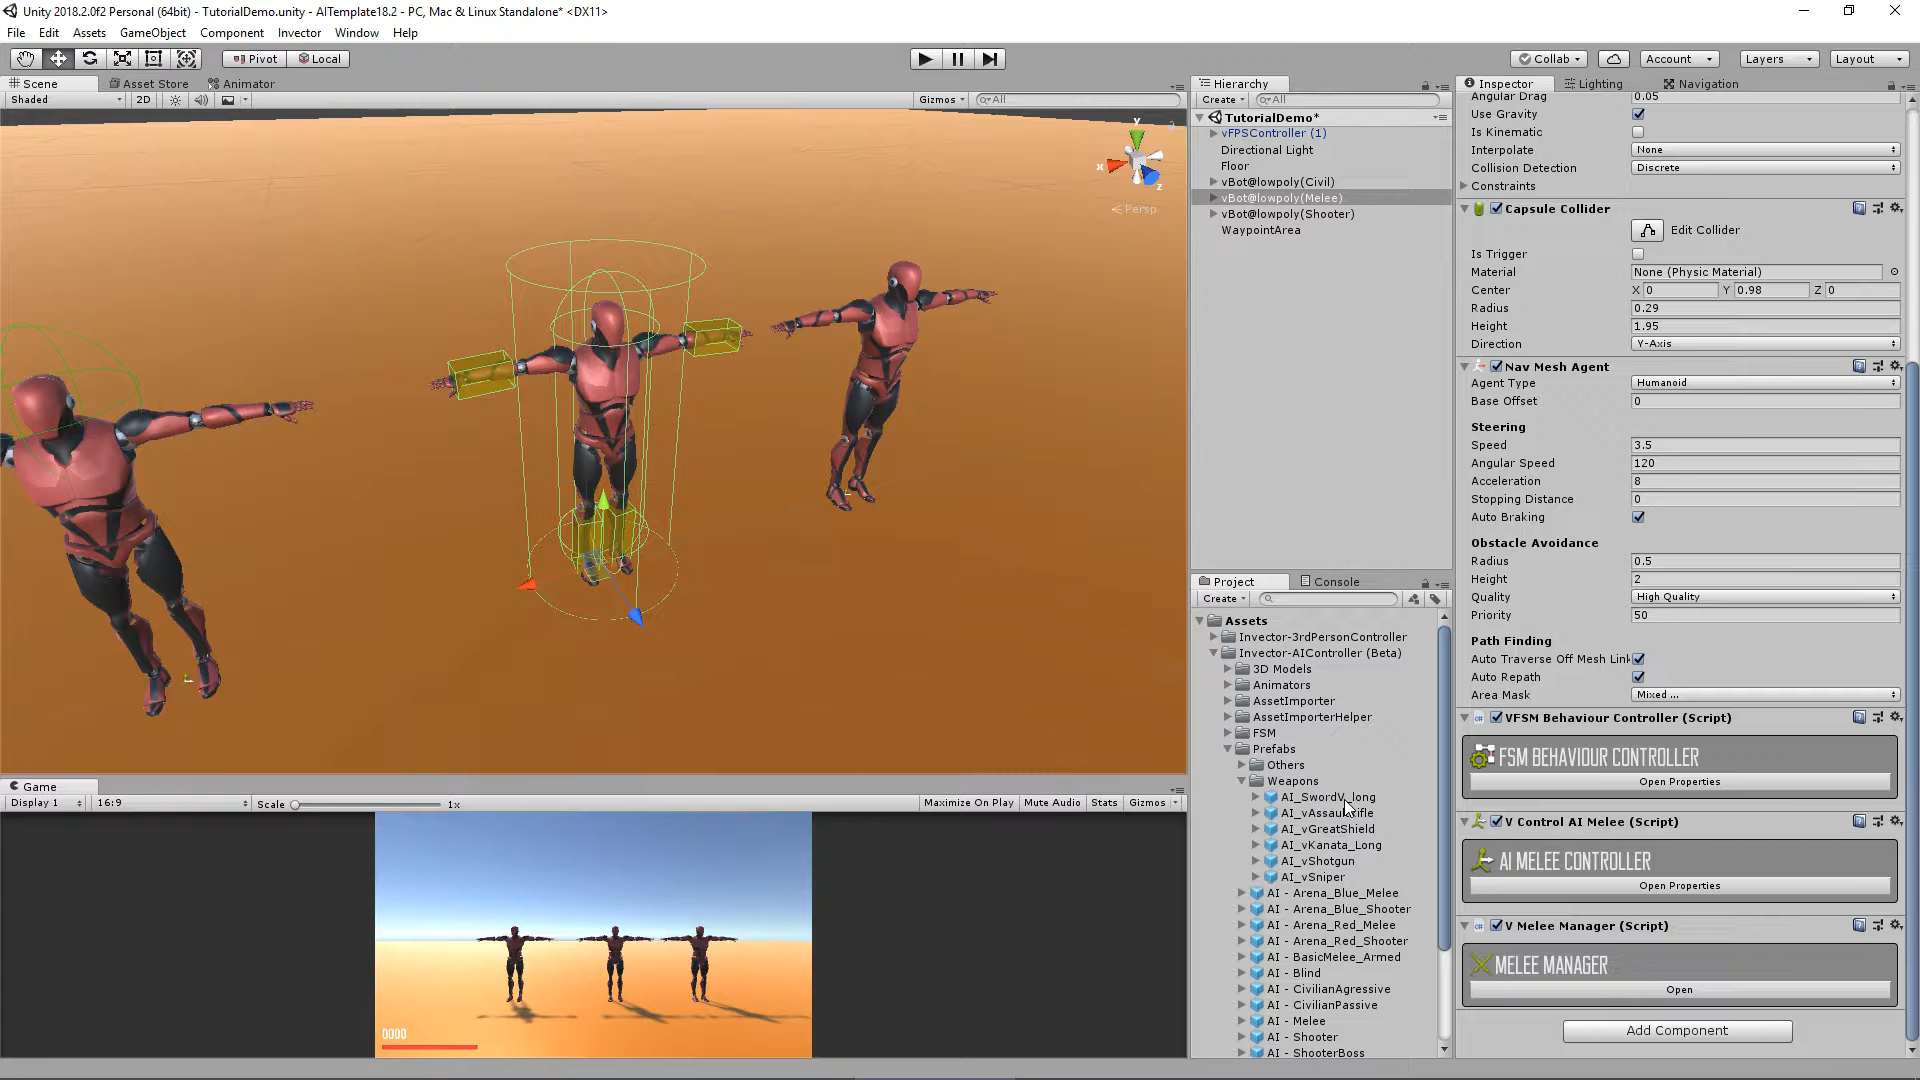 Unity 2018.2.0f2 Personal (64bit) - TutorialDemo.unity - AITemplate18.2 - PC, Mac & Linux Standalone* <DX11>
File Edit Assets GameObject Component Invector Window Help
Pivot Local
Collab Account Layers Layout
Scene Asset Store Animator
Shaded 2D Gizmos All
y
x
z
Persp
Game
Display 1 16:9 Scale 1x Maximize On Play Mute Audio Stats Gizmos
0000
Hierarchy
Create All
TutorialDemo*
vFPSController (1)
Directional Light
Floor
vBot@lowpoly(Civil)
vBot@lowpoly(Melee)
vBot@lowpoly(Shooter)
WaypointArea
Project Console
Create
Assets
Invector-3rdPersonController
Invector-AIController (Beta)
3D Models
Animators
AssetImporter
AssetImporterHelper
FSM
Prefabs
Others
Weapons
AI_SwordV_long
AI_vGreatShield
AI_vKanata_Long
AI_vShotgun
AI_vSniper
AI - Arena_Blue_Melee
AI - Arena_Blue_Shooter
AI - Arena_Red_Melee
AI - Arena_Red_Shooter
AI - BasicMelee_Armed
AI - Blind
AI - CivilianAgressive
AI - CivilianPassive
AI - Melee
AI - Shooter
AI - ShooterBoss
Inspector Lighting Navigation
Angular Drag 0.05
Use Gravity
Is Kinematic
Interpolate None
Collision Detection Discrete
Constraints
Capsule Collider
Edit Collider
Is Trigger
Material None (Physic Material)
Center X 0 Y 0.98 Z 0
Radius 0.29
Height 1.95
Direction Y-Axis
Nav Mesh Agent
Agent Type Humanoid
Base Offset 0
Steering
Speed 3.5
Angular Speed 120
Acceleration 8
Stopping Distance 0
Auto Braking
Obstacle Avoidance
Radius 0.5
Height 2
Quality High Quality
Priority 50
Path Finding
Auto Traverse Off Mesh Link
Auto Repath
Area Mask Mixed ...
VFSM Behaviour Controller (Script)
FSM BEHAVIOUR CONTROLLER
Open Properties
V Control AI Melee (Script)
AI MELEE CONTROLLER
Open Properties
V Melee Manager (Script)
MELEE MANAGER
Open
Add Component